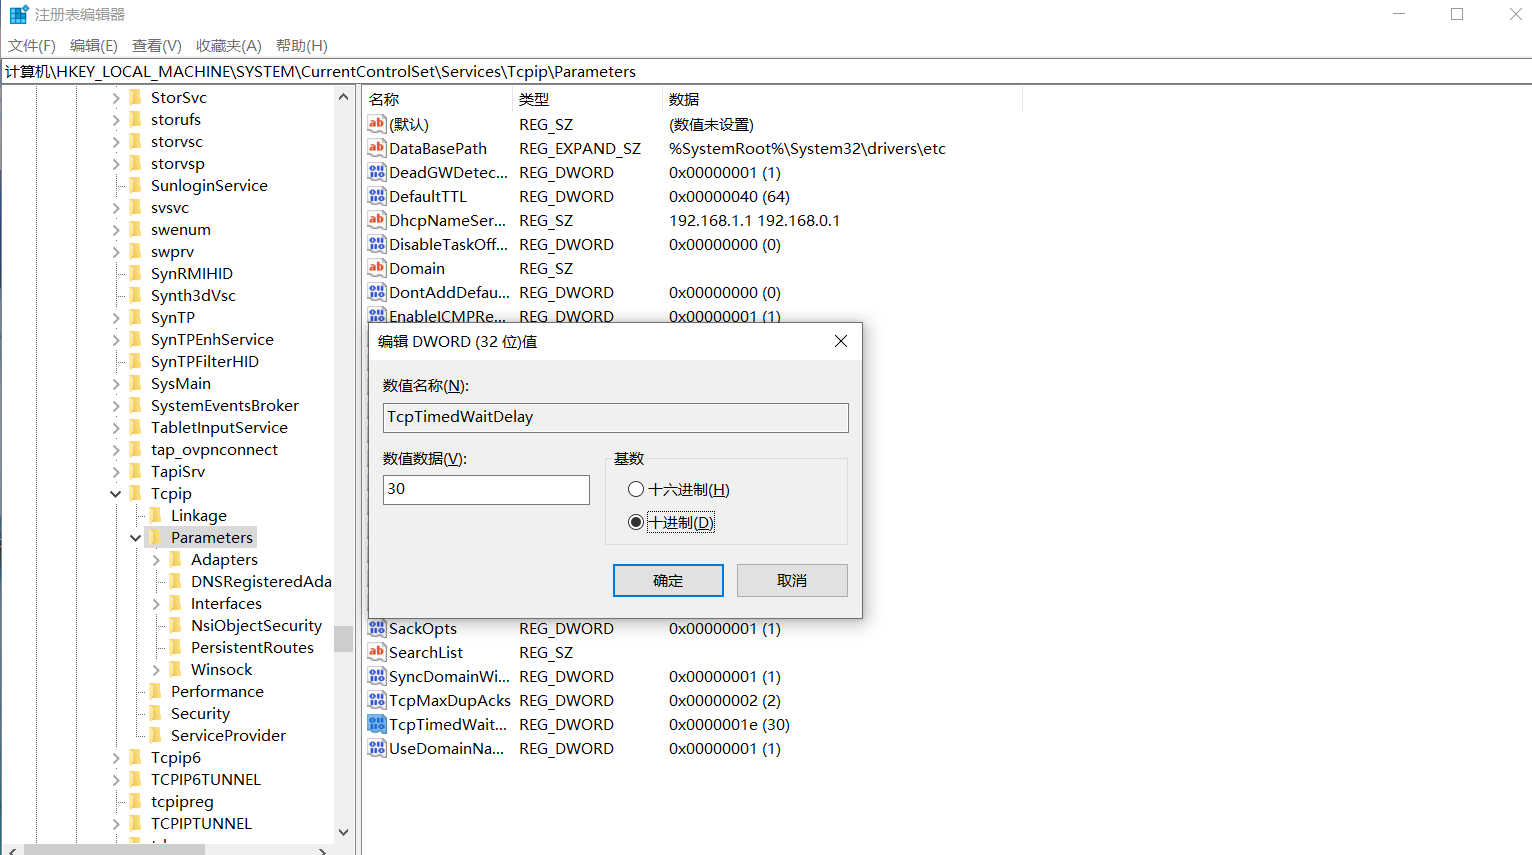 注册表编辑器
文件(F) 编辑(E) 查看(V) 收藏夹(A) 帮助(H)
计算机\HKEY_LOCAL_MACHINE\SYSTEM\CurrentControlSet\Services\Tcpip\Parameters
StorSvc
storufs
storvsc
storvsp
SunloginService
svsvc
swenum
swprv
SynRMIHID
Synth3dVsc
SynTP
SynTPEnhService
SynTPFilterHID
SysMain
SystemEventsBroker
TabletInputService
tap_ovpnconnect
TapiSrv
Tcpip
Linkage
Parameters
Adapters
DNSRegisteredAda
Interfaces
NsiObjectSecurity
PersistentRoutes
Winsock
Performance
Security
ServiceProvider
Tcpip6
TCPIP6TUNNEL
tcpipreg
TCPIPTUNNEL
名称 类型 数据
(默认) REG_SZ (数值未设置)
DataBasePath REG_EXPAND_SZ %SystemRoot%\System32\drivers\etc
DeadGWDetec... REG_DWORD 0x00000001 (1)
DefaultTTL REG_DWORD 0x00000040 (64)
DhcpNameSer... REG_SZ 192.168.1.1 192.168.0.1
DisableTaskOff... REG_DWORD 0x00000000 (0)
Domain REG_SZ
DontAddDefau... REG_DWORD 0x00000000 (0)
EnableICMPRe... REG_DWORD 0x00000001 (1)
编辑 DWORD (32 位)值
数值名称(N):
TcpTimedWaitDelay
数值数据(V):
30
基数
十六进制(H)
十进制(D)
确定 取消
SackOpts REG_DWORD 0x00000001 (1)
SearchList REG_SZ
SyncDomainWi... REG_DWORD 0x00000001 (1)
TcpMaxDupAcks REG_DWORD 0x00000002 (2)
TcpTimedWait... REG_DWORD 0x0000001e (30)
UseDomainNa... REG_DWORD 0x00000001 (1)